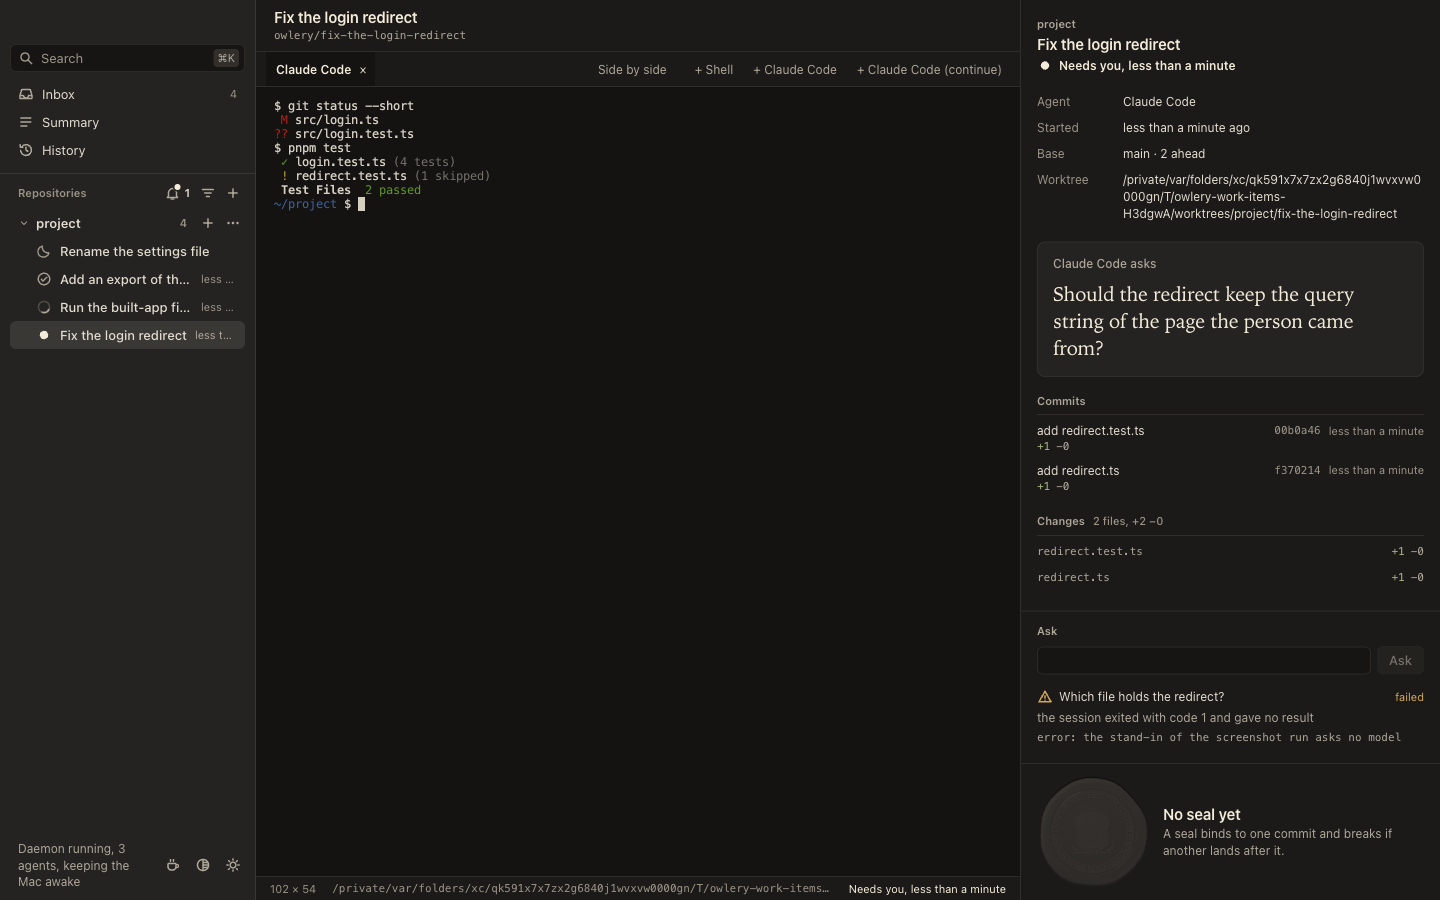 Search ⌘K
Inbox 4
Summary
History
Repositories 1
project 4
Rename the settings file
Add an export of th... less ...
Run the built-app fi... less ...
Fix the login redirect less t...
Daemon running, 3
agents, keeping the
Mac awake
Fix the login redirect
owlery/fix-the-login-redirect
Claude Code ×
Side by side + Shell + Claude Code + Claude Code (continue)
$ git status --short
M src/login.ts
?? src/login.test.ts
$ pnpm test
✓ login.test.ts (4 tests)
! redirect.test.ts (1 skipped)
Test Files 2 passed
~/project $
102 × 54 /private/var/folders/xc/qk591x7x7zx2g6840j1wvxvw0000gn/T/owlery-work-items… Needs you, less than a minute
project
Fix the login redirect
Needs you, less than a minute
Agent Claude Code
Started less than a minute ago
Base main · 2 ahead
Worktree /private/var/folders/xc/qk591x7x7zx2g6840j1wvxvw0
000gn/T/owlery-work-items-
H3dgwA/worktrees/project/fix-the-login-redirect
Claude Code asks
Should the redirect keep the query
string of the page the person came
from?
Commits
add redirect.test.ts 00b0a46 less than a minute
+1 −0
add redirect.ts f370214 less than a minute
+1 −0
Changes 2 files, +2 −0
redirect.test.ts +1 −0
redirect.ts +1 −0
Ask
Ask
Which file holds the redirect? failed
the session exited with code 1 and gave no result
error: the stand-in of the screenshot run asks no model
No seal yet
A seal binds to one commit and breaks if
another lands after it.